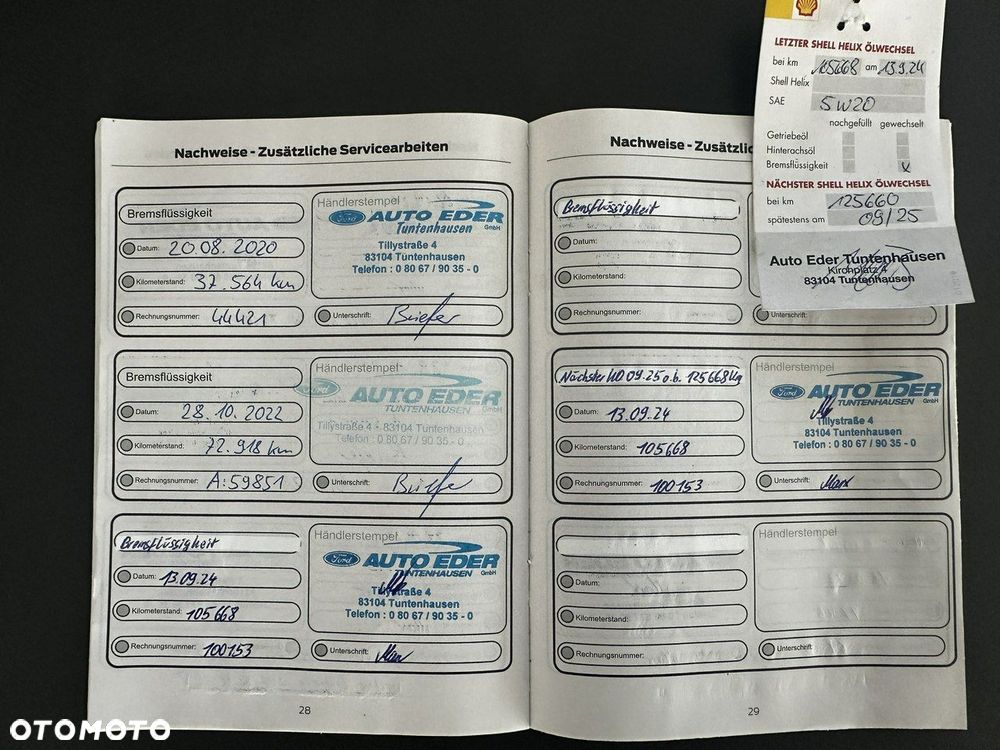 LETZTER SHELL HELIX ÖLWECHSEL
bei km 105668 am 13.9.24
Shell Helix
SAE 5W20
nachgefüllt gewechselt
Getriebeöl
Hinterachsöl
Bremsflüssigkeit x
NÄCHSTER SHELL HELIX ÖLWECHSEL
bei km 125660
spätestens am 09/25
Auto Eder Tuntenhausen
Kirchplatz 4
83104 Tuntenhausen
Nachweise - Zusätzliche Servicearbeiten
Bremsflüssigkeit
Datum: 20.08.2020
Kilometerstand: 37.564 km
Rechnungsnummer: 44421
Händlerstempel
Ford AUTO EDER GmbH
Tuntenhausen
Tillystraße 4
83104 Tuntenhausen
Telefon : 0 80 67 / 90 35 - 0
Unterschrift:
Bremsflüssigkeit
Datum: 28.10.2022
Kilometerstand: 72.918 km
Rechnungsnummer: A:59851
Händlerstempel
Ford AUTO EDER
TUNTENHAUSEN GmbH
Tillystraße 4 - 83104 Tuntenhausen
Telefon : 0 80 67 / 90 35 - 0
Unterschrift:
Bremsflüssigkeit
Datum: 13.09.24
Kilometerstand: 105668
Rechnungsnummer: 100153
Händlerstempel
Ford AUTO EDER
TUNTENHAUSEN GmbH
Tillystraße 4
83104 Tuntenhausen
Telefon : 0 80 67 / 90 35 - 0
Unterschrift:
28
Nachweise - Zusätzlic
Bremsflüssigkeit
Datum:
Kilometerstand:
Rechnungsnummer:
Unterschrift:
Nächster UD 09.25 o.b. 125668 Km
Datum: 13.09.24
Kilometerstand: 105668
Rechnungsnummer: 100153
Händlerstempel
Ford AUTO EDER
TUNTENHAUSEN GmbH
Tillystraße 4
83104 Tuntenhausen
Telefon : 0 80 67 / 90 35 - 0
Unterschrift:
Datum:
Kilometerstand:
Rechnungsnummer:
Händlerstempel
Unterschrift:
29
OTOMOTO